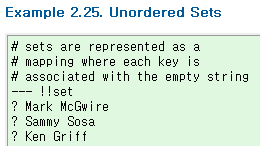 Example 2.25. Unordered Sets
# sets are represented as a
# mapping where each key is
# associated with the empty string
--- !!set
? Mark McGwire
? Sammy Sosa
? Ken Griff